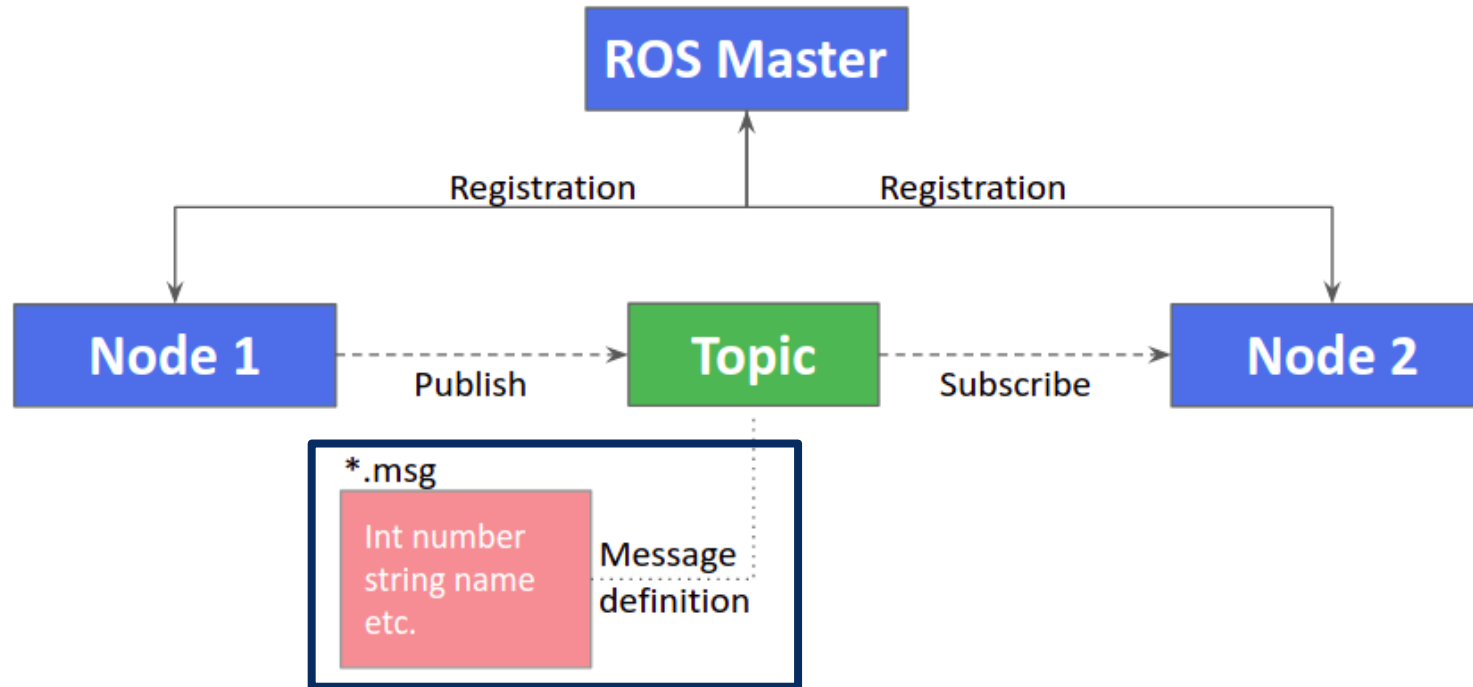 ROS Master
Registration
Registration
Node 1
Publish
Topic
Subscribe
Node 2
*.msg
Int number
string name
etc.
Message
definition